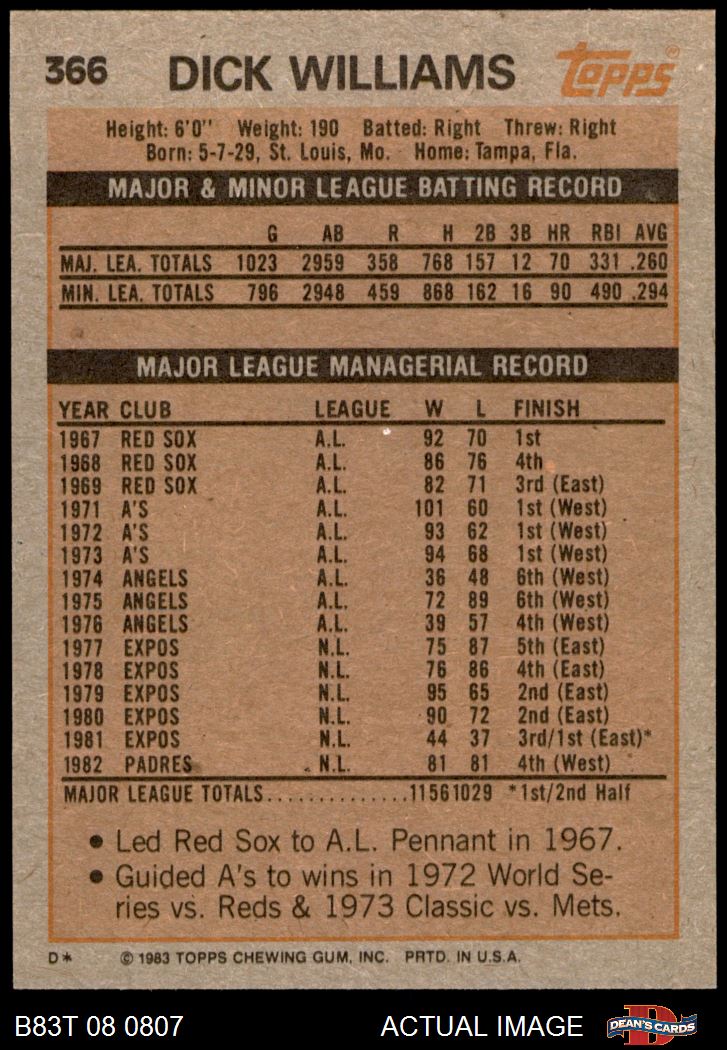 366 DICK WILLIAMS Topps®
Height: 6'0" Weight: 190 Batted: Right Threw: Right
Born: 5-7-29, St. Louis, Mo. Home: Tampa, Fla.
MAJOR & MINOR LEAGUE BATTING RECORD
G AB R H 2B 3B HR RBI AVG
MAJ. LEA. TOTALS 1023 2959 358 768 157 12 70 331 .260
MIN. LEA. TOTALS 796 2948 459 868 162 16 90 490 .294
MAJOR LEAGUE MANAGERIAL RECORD
YEAR CLUB LEAGUE W L FINISH
1967 RED SOX A.L. 92 70 1st
1968 RED SOX A.L. 86 76 4th
1969 RED SOX A.L. 82 71 3rd (East)
1971 A'S A.L. 101 60 1st (West)
1972 A'S A.L. 93 62 1st (West)
1973 A'S A.L. 94 68 1st (West)
1974 ANGELS A.L. 36 48 6th (West)
1975 ANGELS A.L. 72 89 6th (West)
1976 ANGELS A.L. 39 57 4th (West)
1977 EXPOS N.L. 75 87 5th (East)
1978 EXPOS N.L. 76 86 4th (East)
1979 EXPOS N.L. 95 65 2nd (East)
1980 EXPOS N.L. 90 72 2nd (East)
1981 EXPOS N.L. 44 37 3rd/1st (East)*
1982 PADRES N.L. 81 81 4th (West)
MAJOR LEAGUE TOTALS..............11561029 *1st/2nd Half
• Led Red Sox to A.L. Pennant in 1967.
• Guided A's to wins in 1972 World Se-
ries vs. Reds & 1973 Classic vs. Mets.
D* © 1983 TOPPS CHEWING GUM, INC. PRTD. IN U.S.A.
B83T 08 0807 ACTUAL IMAGE D DEAN'S CARDS